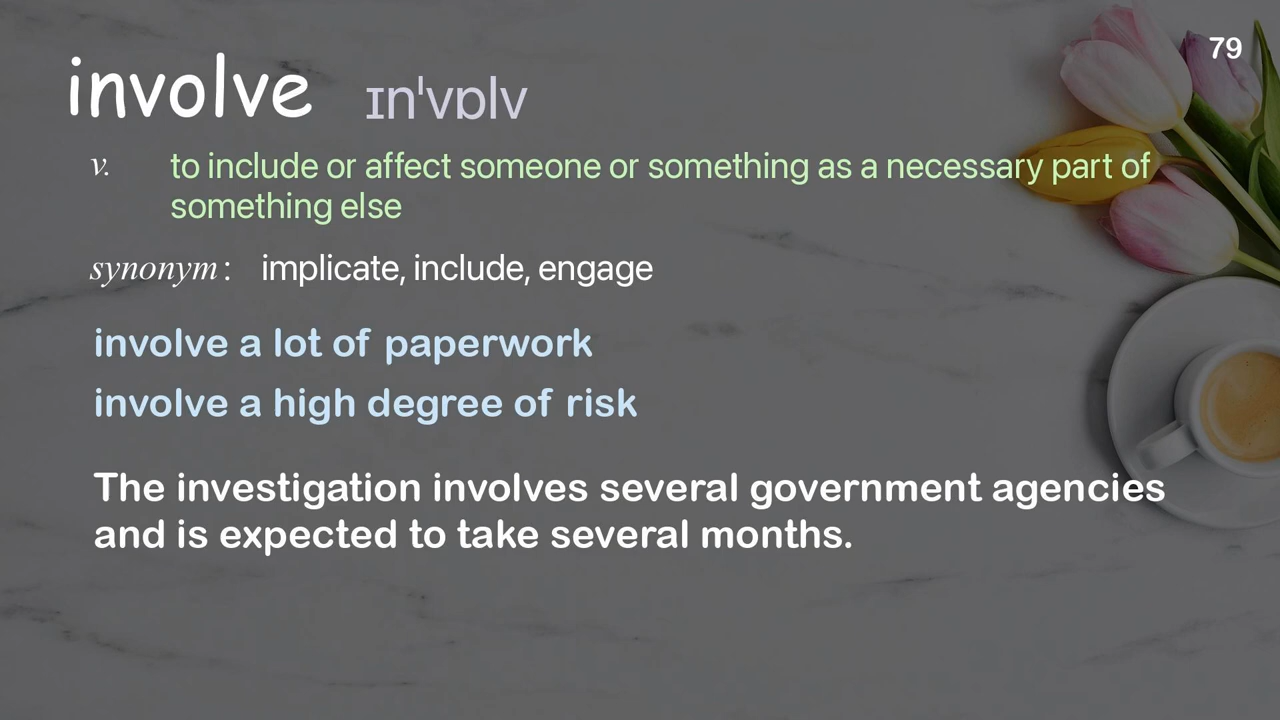 79
involve ɪnˈvɒlv
v. to include or affect someone or something as a necessary part of
something else
synonym : implicate, include, engage
involve a lot of paperwork
involve a high degree of risk
The investigation involves several government agencies
and is expected to take several months.